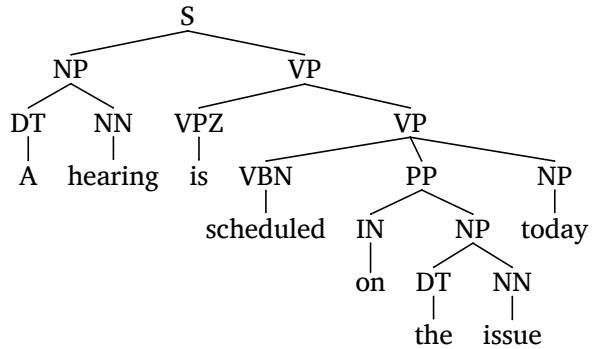 S
NP VP
DT NN VPZ VP
A hearing is VBN PP NP
scheduled IN NP today
on DT NN
the issue